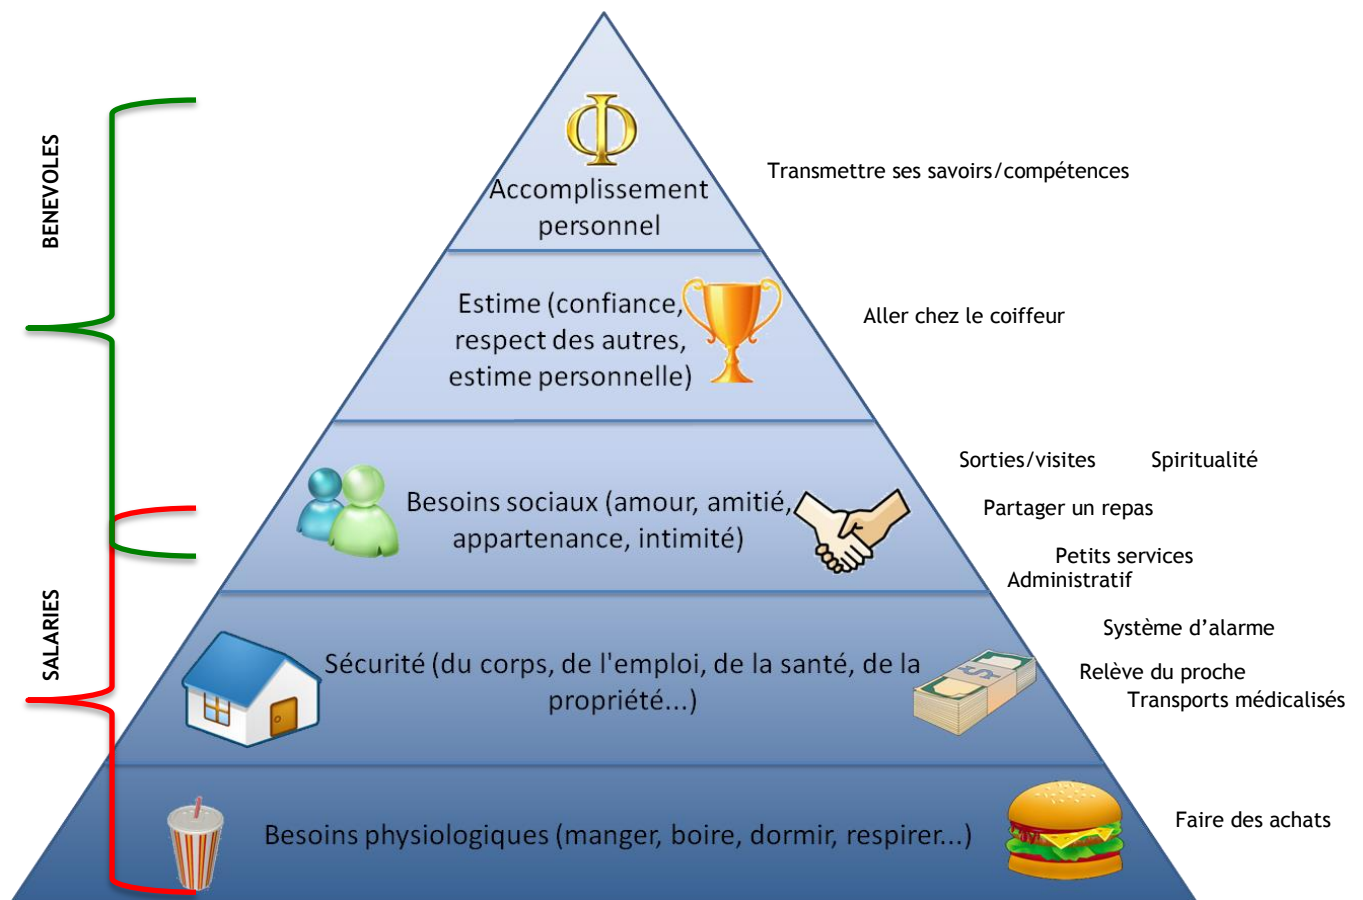 BENEVOLES
Accomplissement
personnel
Transmettre ses savoirs/compétences
Estime (confiance,
respect des autres,
estime personnelle)
Aller chez le coiffeur
Sorties/visites Spiritualité
Besoins sociaux (amour, amitié,
appartenance, intimité)
Partager un repas
Petits services
Administratif
SALARIES
Système d’alarme
Sécurité (du corps, de l'emploi, de la santé, de la
propriété...)
Relève du proche
Transports médicalisés
Besoins physiologiques (manger, boire, dormir, respirer...)
Faire des achats